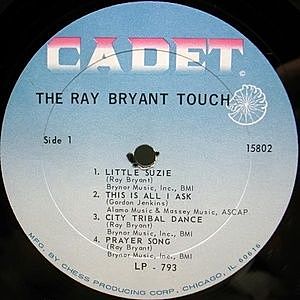 CADET
©
THE RAY BRYANT TOUCH
Side 1
15802
1. LITTLE SUZIE
(Ray Bryant)
Brynor Music, Inc., BMI
2. THIS IS ALL I ASK
(Gordon Jenkins)
Alamo Music & Massey Music, ASCAP
3. CITY TRIBAL DANCE
(Ray Bryant)
Brynor Music, Inc., BMI
4. PRAYER SONG
(Ray Bryant)
Brynor Music, Inc., BMI
LP - 793
MFG. BY CHESS PRODUCING CORP., CHICAGO, IL 60616